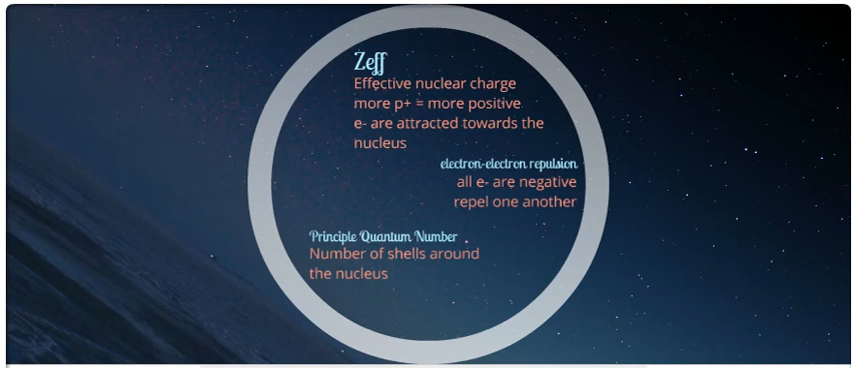 Zeff
Effective nuclear charge
more p+ = more positive
e- are attracted towards the
nucleus
electron-electron repulsion
all e- are negative
repel one another
Principle Quantum Number
Number of shells around
the nucleus